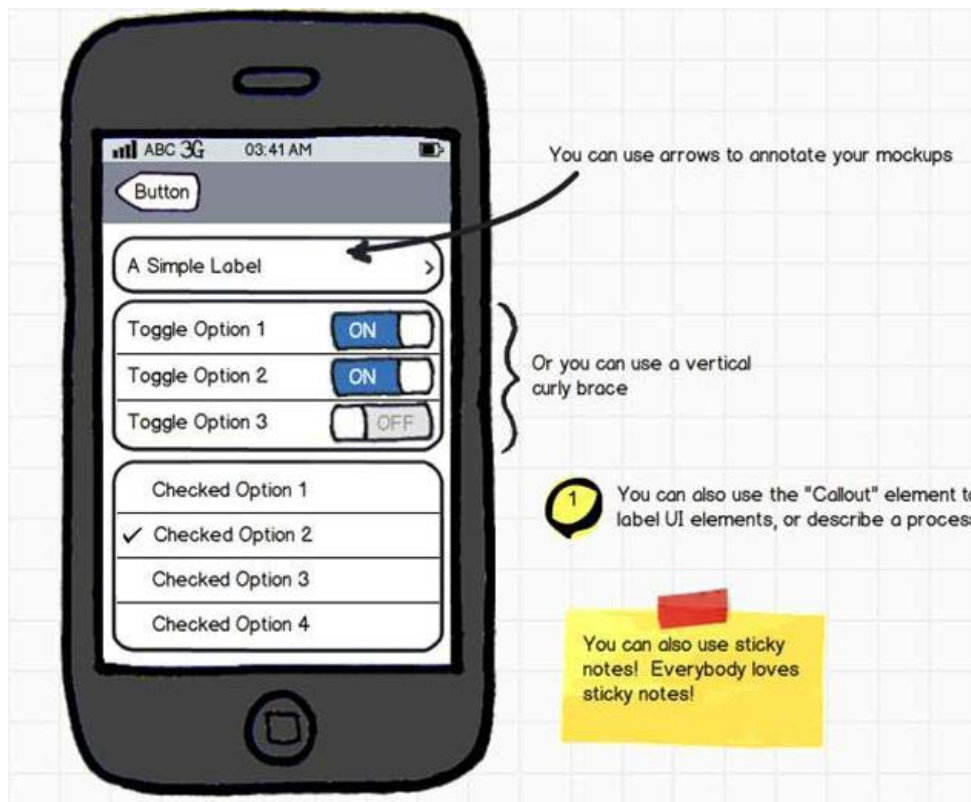 ABC 3G 03:41 AM
Button
A Simple Label
Toggle Option 1 ON
Toggle Option 2 ON
Toggle Option 3 OFF
Checked Option 1
Checked Option 2
Checked Option 3
Checked Option 4
You can use arrows to annotate your mockups
Or you can use a vertical
curly brace
1
You can also use the "Callout" element to
label UI elements, or describe a process
You can also use sticky
notes! Everybody loves
sticky notes!